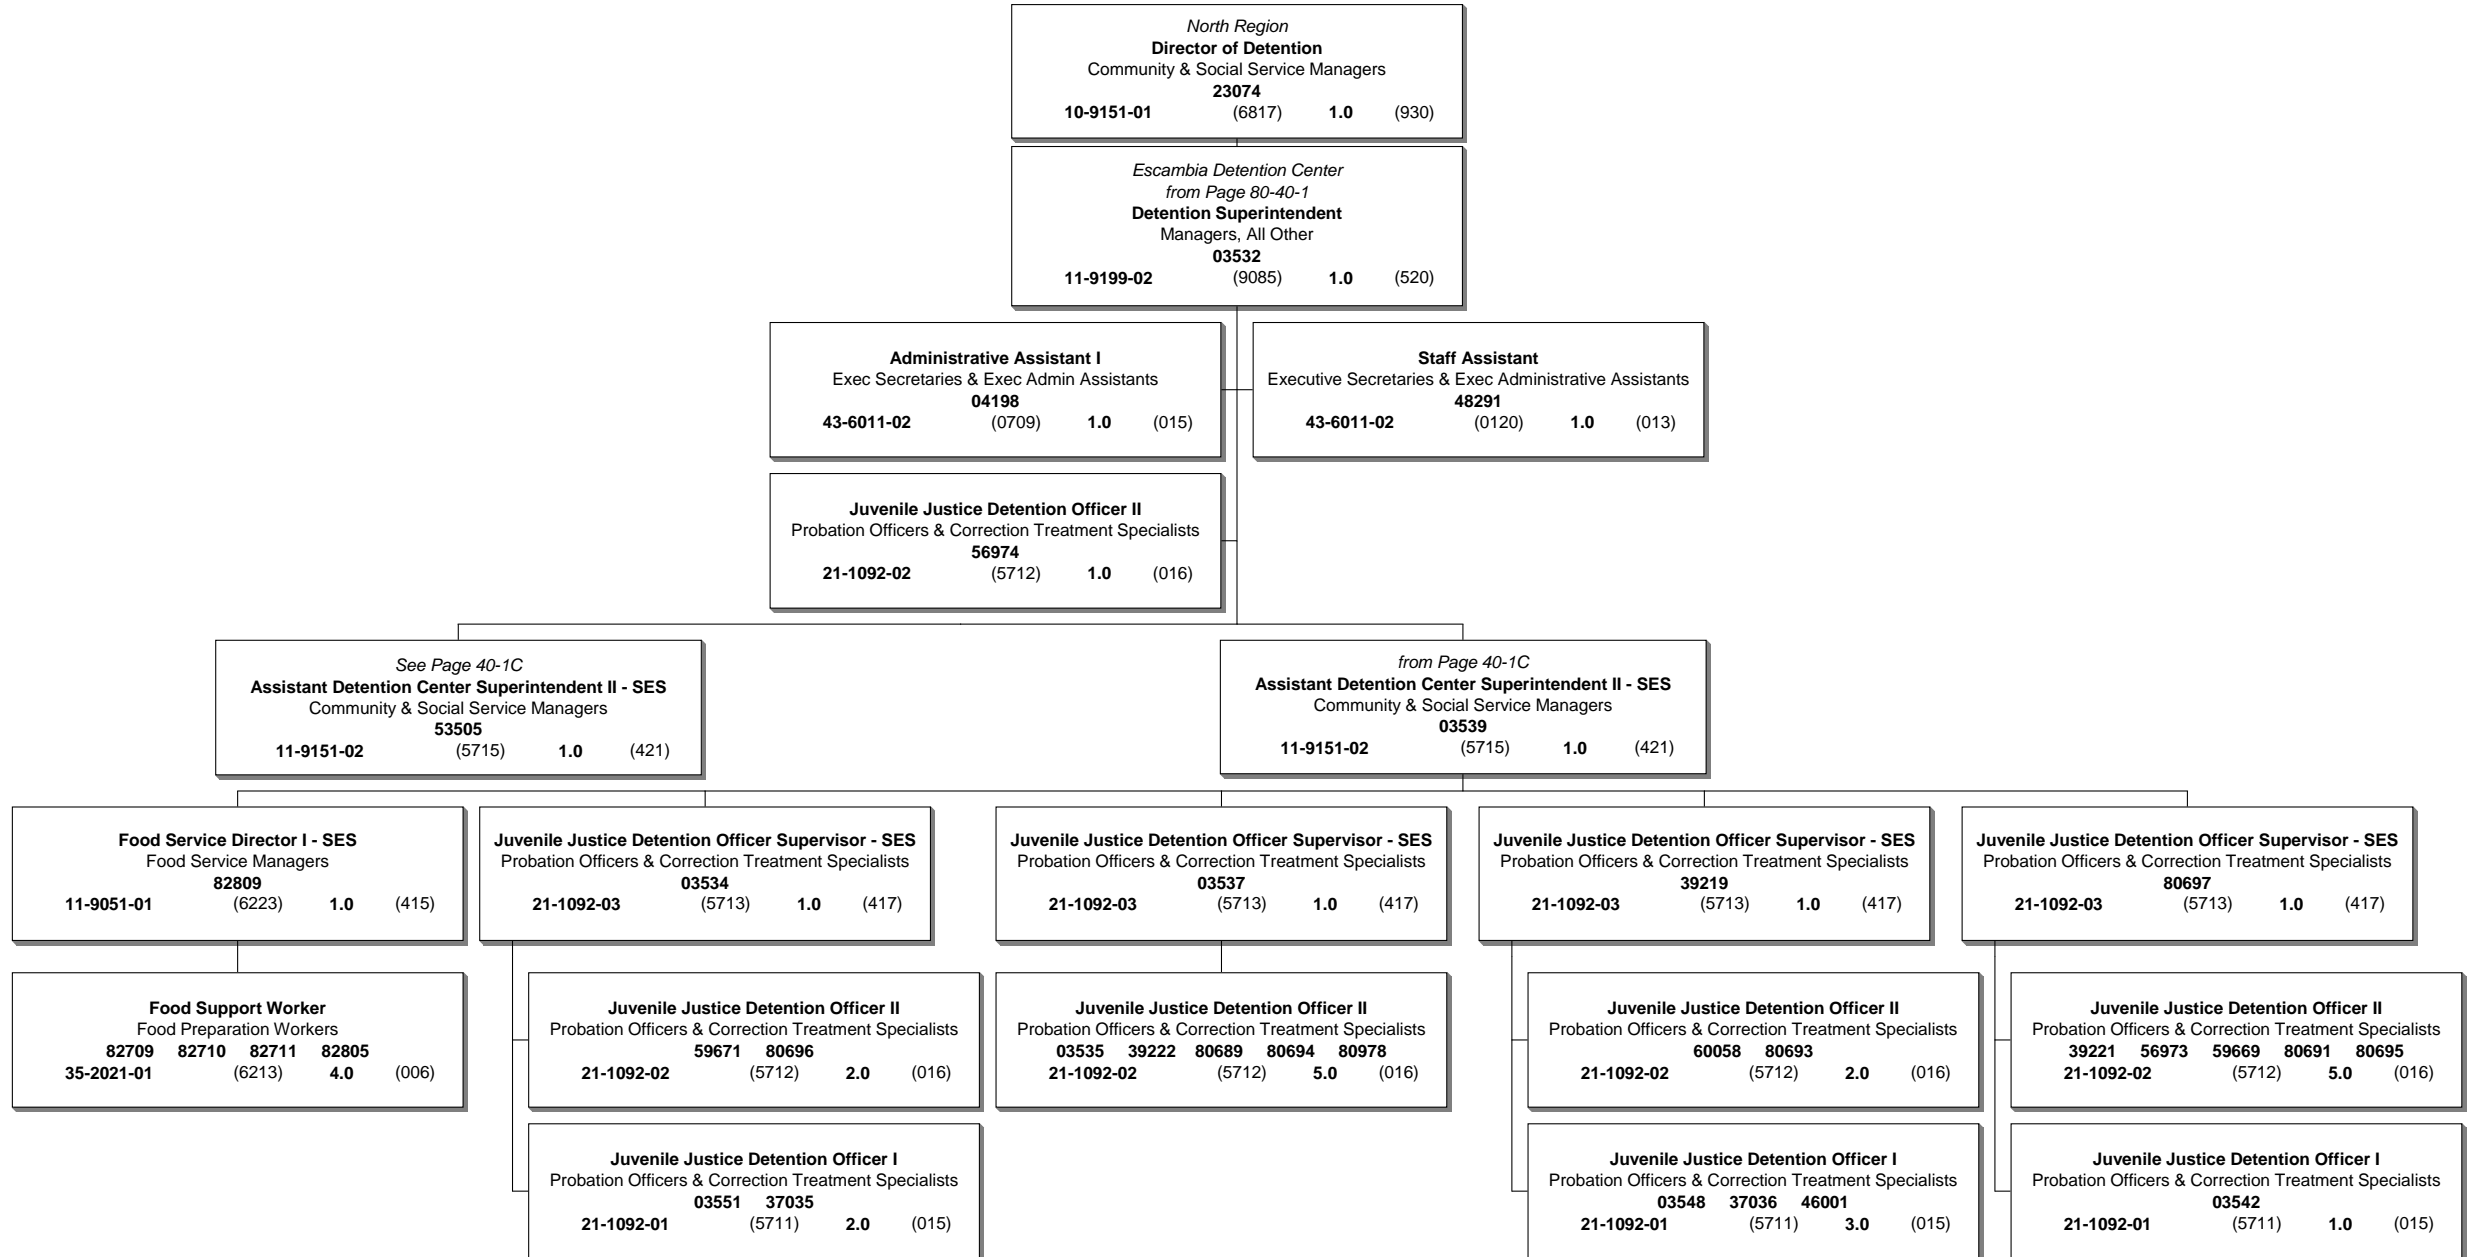 North Region
Director of Detention
Community & Social Service Managers
23074
10-9151-01 (6817) 1.0 (930)
Escambia Detention Center
from Page 80-40-1
Detention Superintendent
Managers, All Other
03532
11-9199-02 (9085) 1.0 (520)
Administrative Assistant I
Exec Secretaries & Exec Admin Assistants
04198
43-6011-02 (0709) 1.0 (015)
Staff Assistant
Executive Secretaries & Exec Administrative Assistants
48291
43-6011-02 (0120) 1.0 (013)
Juvenile Justice Detention Officer II
Probation Officers & Correction Treatment Specialists
56974
21-1092-02 (5712) 1.0 (016)
See Page 40-1C
Assistant Detention Center Superintendent II - SES
Community & Social Service Managers
53505
11-9151-02 (5715) 1.0 (421)
from Page 40-1C
Assistant Detention Center Superintendent II - SES
Community & Social Service Managers
03539
11-9151-02 (5715) 1.0 (421)
Food Service Director I - SES
Food Service Managers
82809
11-9051-01 (6223) 1.0 (415)
Juvenile Justice Detention Officer Supervisor - SES
Probation Officers & Correction Treatment Specialists
03534
21-1092-03 (5713) 1.0 (417)
Juvenile Justice Detention Officer Supervisor - SES
Probation Officers & Correction Treatment Specialists
03537
21-1092-03 (5713) 1.0 (417)
Juvenile Justice Detention Officer Supervisor - SES
Probation Officers & Correction Treatment Specialists
39219
21-1092-03 (5713) 1.0 (417)
Juvenile Justice Detention Officer Supervisor - SES
Probation Officers & Correction Treatment Specialists
80697
21-1092-03 (5713) 1.0 (417)
Food Support Worker
Food Preparation Workers
82709 82710 82711 82805
35-2021-01 (6213) 4.0 (006)
Juvenile Justice Detention Officer II
Probation Officers & Correction Treatment Specialists
59671 80696
21-1092-02 (5712) 2.0 (016)
Juvenile Justice Detention Officer II
Probation Officers & Correction Treatment Specialists
03535 39222 80689 80694 80978
21-1092-02 (5712) 5.0 (016)
Juvenile Justice Detention Officer II
Probation Officers & Correction Treatment Specialists
60058 80693
21-1092-02 (5712) 2.0 (016)
Juvenile Justice Detention Officer II
Probation Officers & Correction Treatment Specialists
39221 56973 59669 80691 80695
21-1092-02 (5712) 5.0 (016)
Juvenile Justice Detention Officer I
Probation Officers & Correction Treatment Specialists
03551 37035
21-1092-01 (5711) 2.0 (015)
Juvenile Justice Detention Officer I
Probation Officers & Correction Treatment Specialists
03548 37036 46001
21-1092-01 (5711) 3.0 (015)
Juvenile Justice Detention Officer I
Probation Officers & Correction Treatment Specialists
03542
21-1092-01 (5711) 1.0 (015)